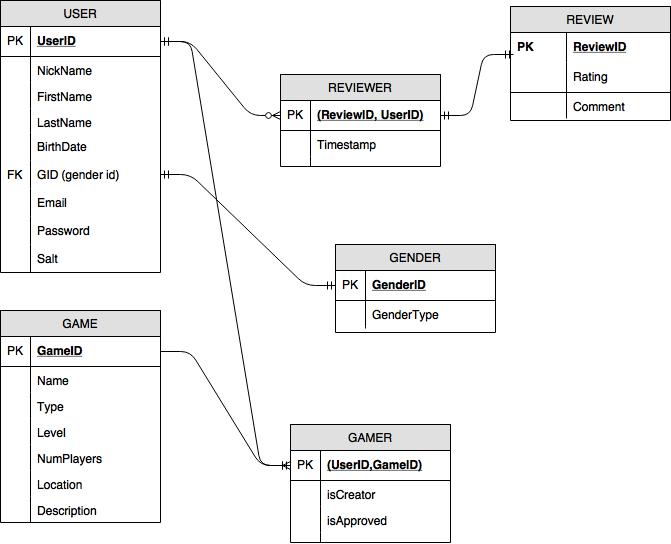 USER
PK UserID
NickName
FirstName
LastName
BirthDate
FK GID (gender id)
Email
Password
Salt
REVIEW
PK ReviewID
Rating
Comment
REVIEWER
PK (ReviewID, UserID)
Timestamp
GENDER
PK GenderID
GenderType
GAME
PK GameID
Name
Type
Level
NumPlayers
Location
Description
GAMER
PK (UserID,GameID)
isCreator
isApproved